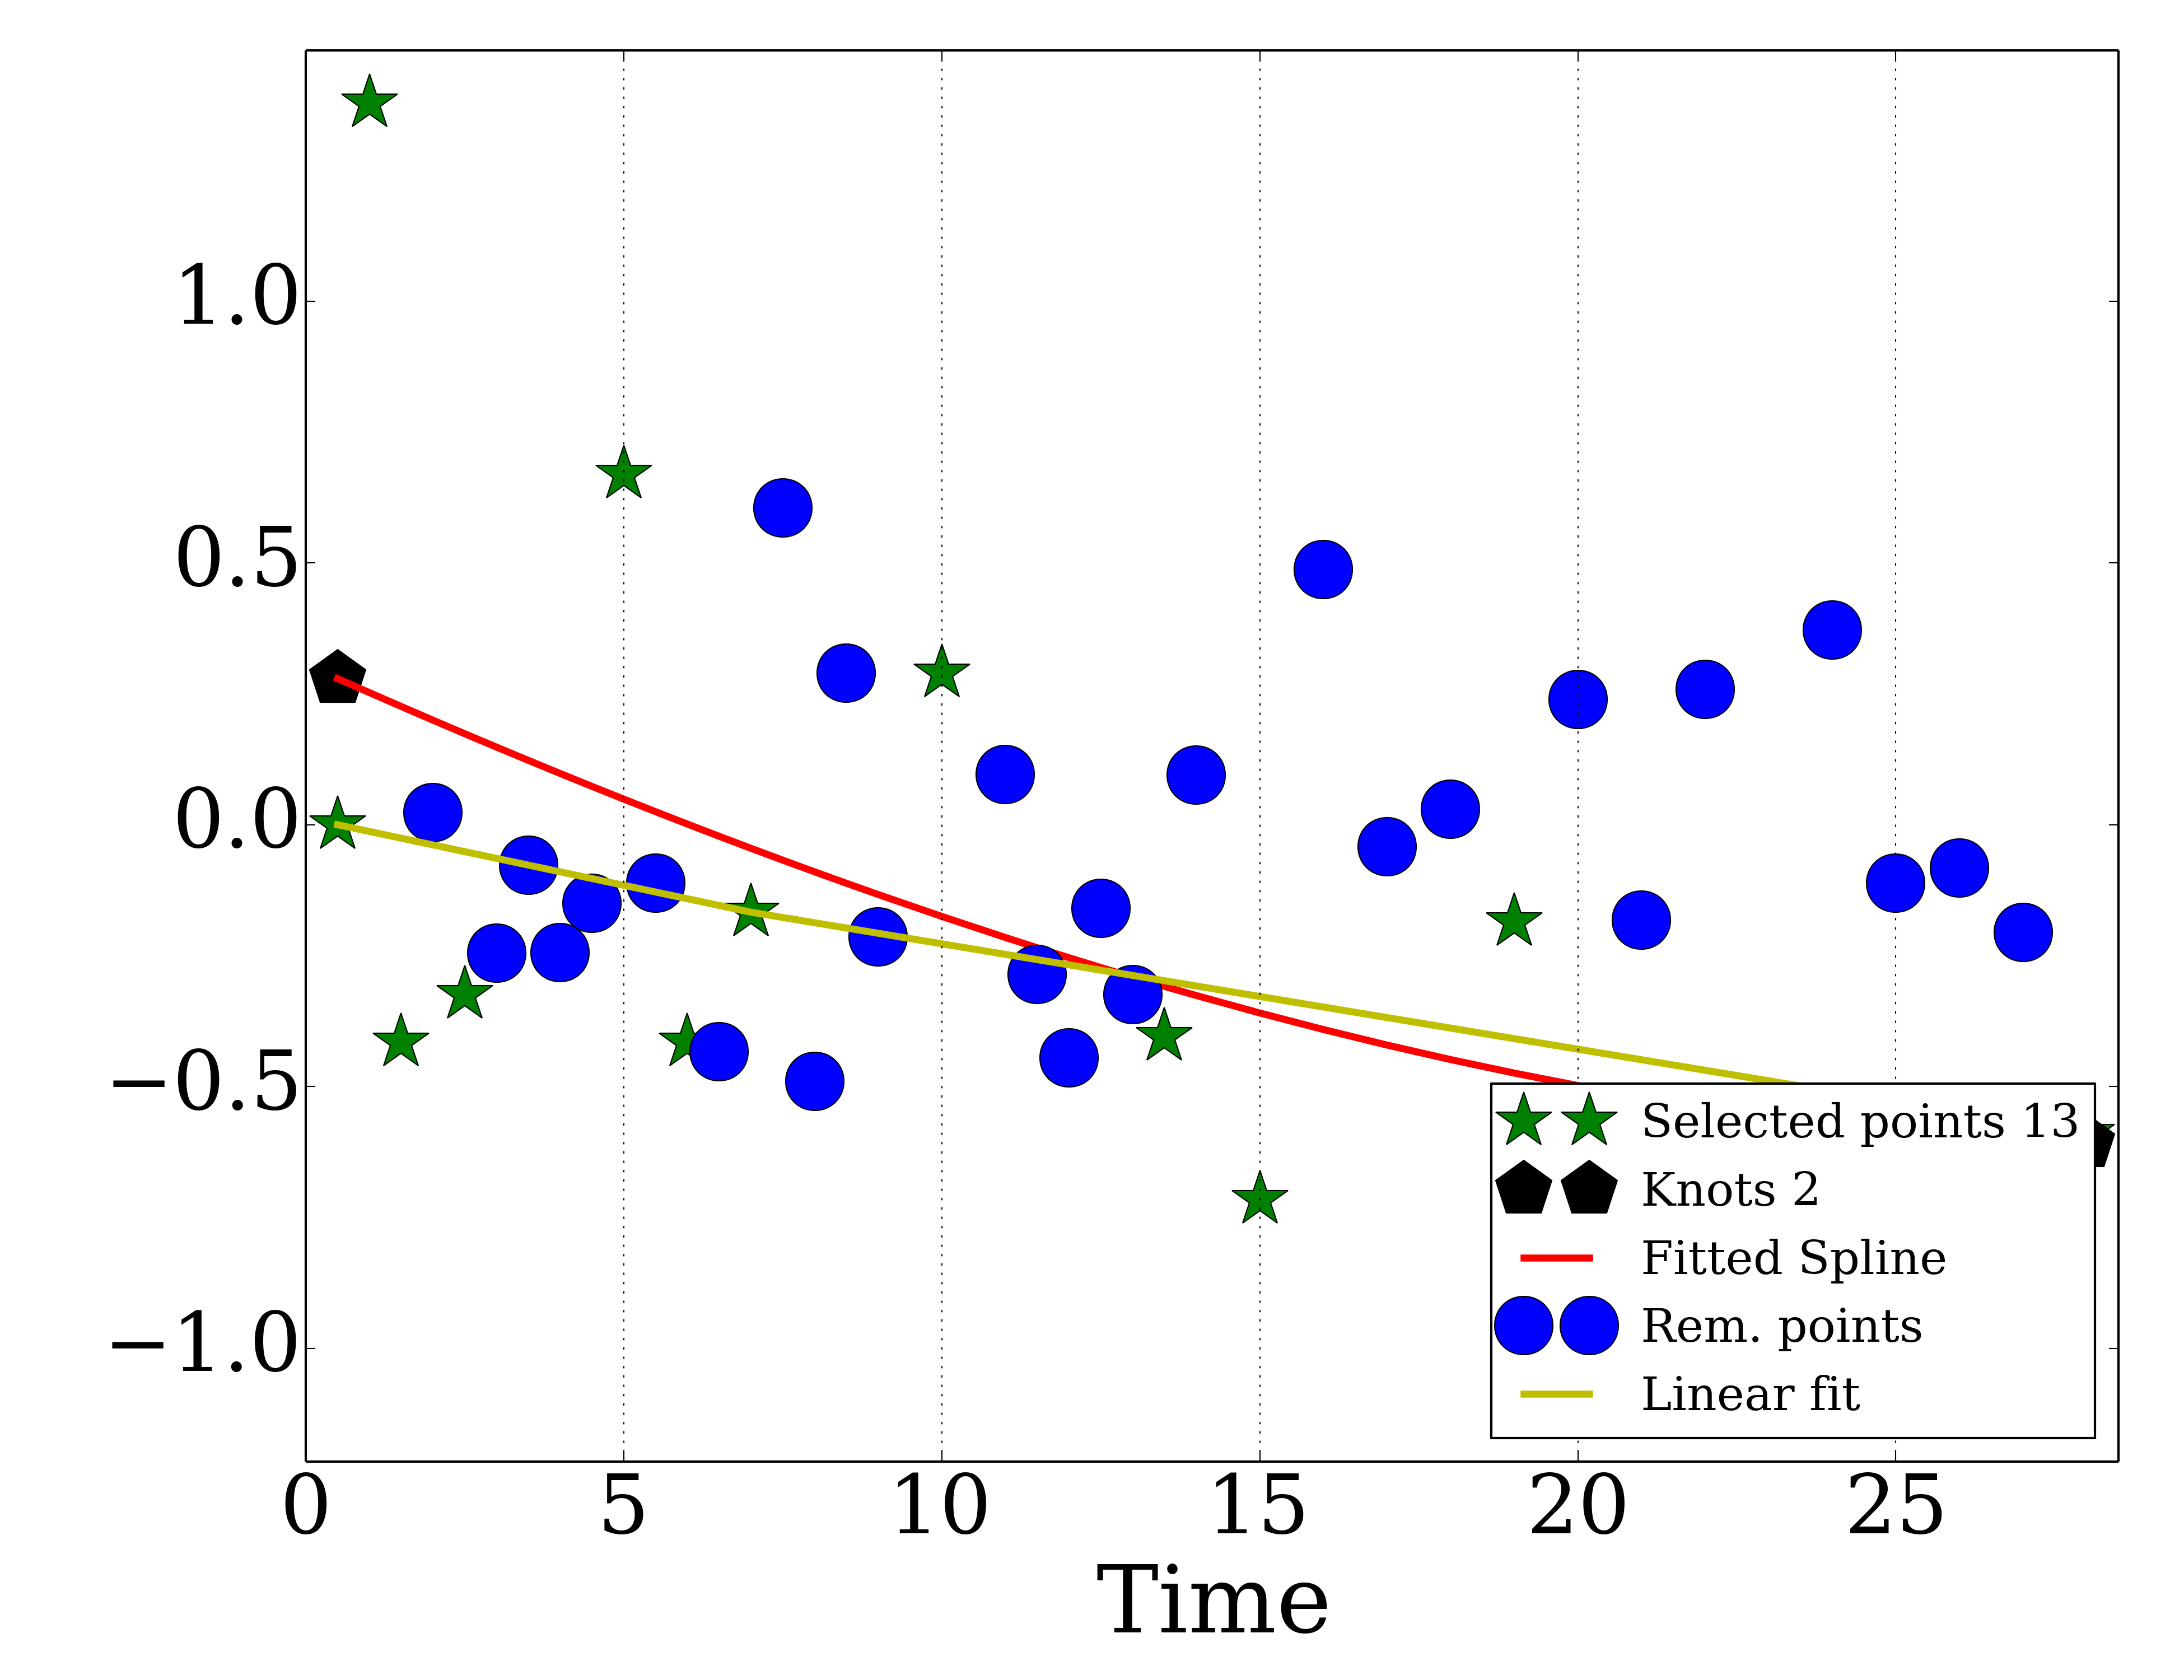 1.0
0.5
0.0
−0.5
−1.0
Selected points 13
Knots 2
Fitted Spline
Rem. points
Linear fit
0 5 10 15 20 25
Time